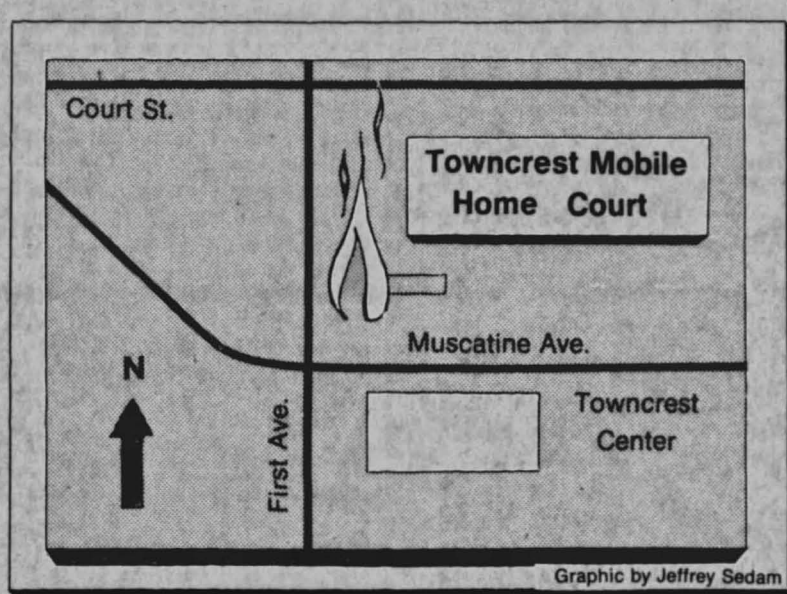 Court St.
Towncrest Mobile
Home Court
Muscatine Ave.
N
First Ave.
Towncrest
Center
Graphic by Jeffrey Sedam